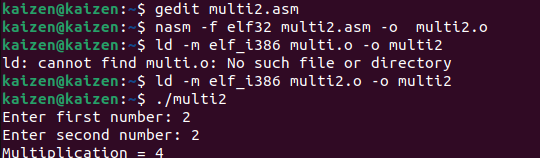 kaizen@kaizen:~$ gedit multi2.asm
kaizen@kaizen:~$ nasm -f elf32 multi2.asm -o  multi2.o
kaizen@kaizen:~$ ld -m elf_i386 multi.o -o multi2
ld: cannot find multi.o: No such file or directory
kaizen@kaizen:~$ ld -m elf_i386 multi2.o -o multi2
kaizen@kaizen:~$ ./multi2
Enter first number: 2
Enter second number: 2
Multiplication = 4